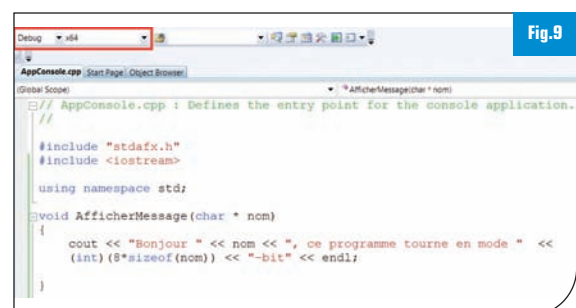 Fig.9
Debug x64
AppConsole.cpp Start Page Object Browser
(Global Scope) AfficherMessage(char * nom)
// AppConsole.cpp : Defines the entry point for the console application.
//
#include "stdafx.h"
#include <iostream>
using namespace std;
void AfficherMessage(char * nom)
{
cout << "Bonjour " << nom << ", ce programme tourne en mode " <<
(int)(8*sizeof(nom)) << "-bit" << endl;
}